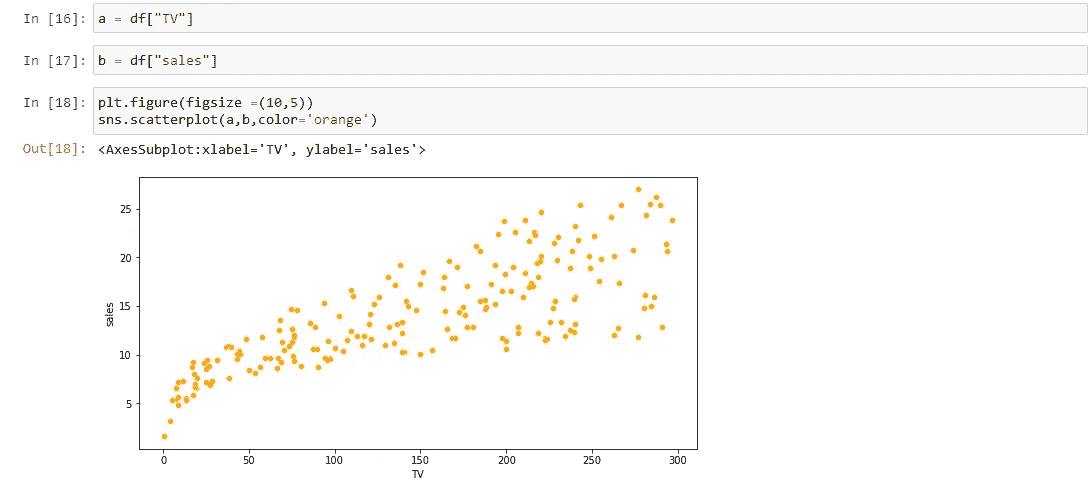 In [16]: a = df["TV"]
In [17]: b = df["sales"]
In [18]: plt.figure(figsize =(10,5))
sns.scatterplot(a,b,color='orange')
Out[18]: <AxesSubplot:xlabel='TV', ylabel='sales'>
25
20
15
10
5
sales
0 50 100 150 200 250 300
TV